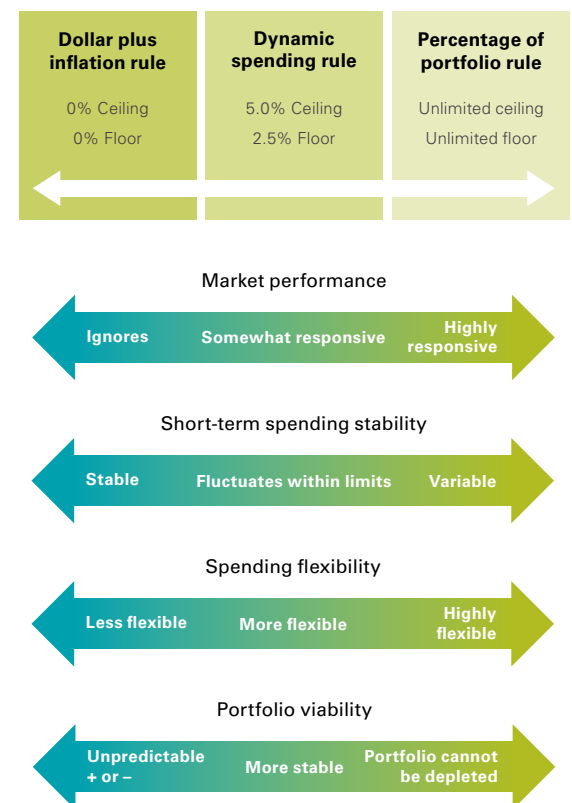 Dollar plus
inflation rule
0% Ceiling
0% Floor
Dynamic
spending rule
5.0% Ceiling
2.5% Floor
Percentage of
portfolio rule
Unlimited ceiling
Unlimited floor
Market performance
Ignores
Somewhat responsive
Highly
responsive
Short-term spending stability
Stable
Fluctuates within limits
Variable
Spending flexibility
Less flexible
More flexible
Highly
flexible
Portfolio viability
Unpredictable
+ or –
More stable
Portfolio cannot
be depleted